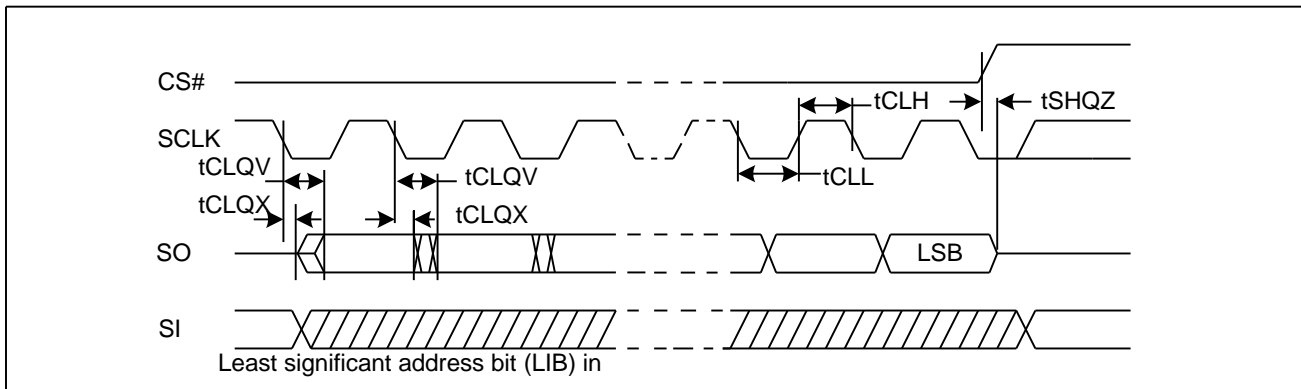 CS#
tCLH
tSHQZ
SCLK
tCLQV
tCLQV
tCLL
tCLQX
tCLQX
SO
LSB
SI
Least significant address bit (LIB) in